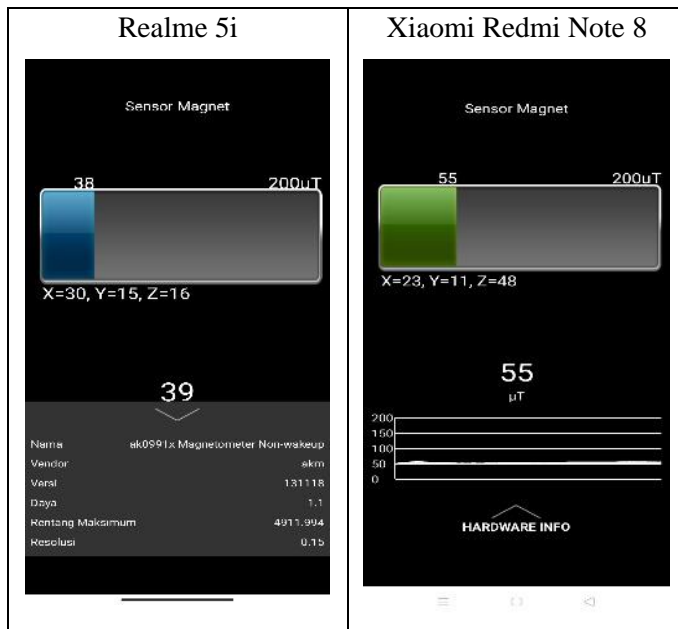 Realme 5i
Sensor Magnet
38 200uT
X=30, Y=15, Z=16
39
Nama ak0991x Magnetometer Non-wakeup
Vendor akm
Versi 131118
Daya 1.1
Rentang Maksimum 4911.994
Resolusi 0.15
Xiaomi Redmi Note 8
Sensor Magnet
55 200uT
X=23, Y=11, Z=48
55
µT
200
150
100
50
0
HARDWARE INFO